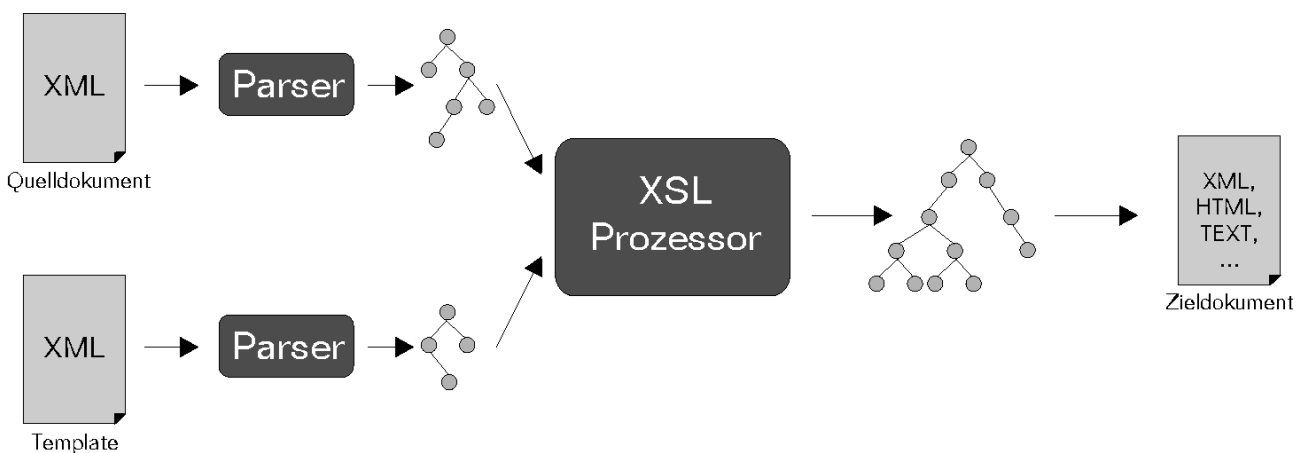 XML
Quelldokument
Parser
XML
Template
Parser
XSL
Prozessor
XML,
HTML,
TEXT,
...
Zieldokument